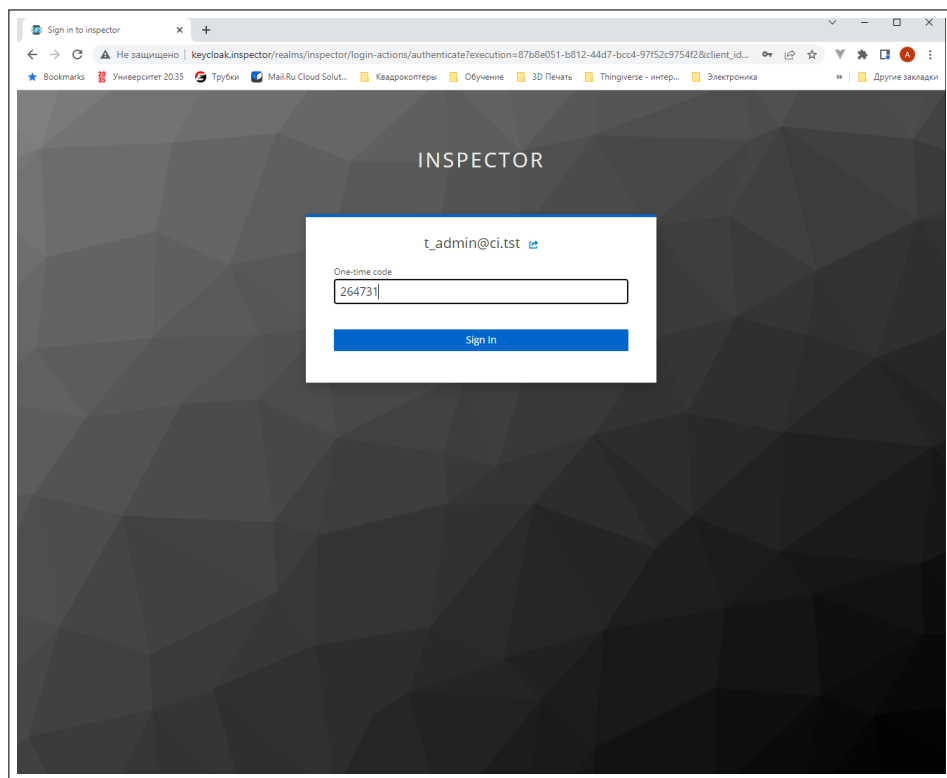 Sign in to inspector
Не защищено | keycloak.inspector/realms/inspector/login-actions/authenticate?execution=87b8e051-b812-44d7-bcc4-97f52c9754f2&client_id...
A
Bookmarks Университет 20.35 Трубки Mail.Ru Cloud Solut... Квадрокоптеры Обучение 3D Печать Thingiverse - интер... Электроника » Другие закладки
INSPECTOR
t_admin@ci.tst
One-time code
264731
Sign In